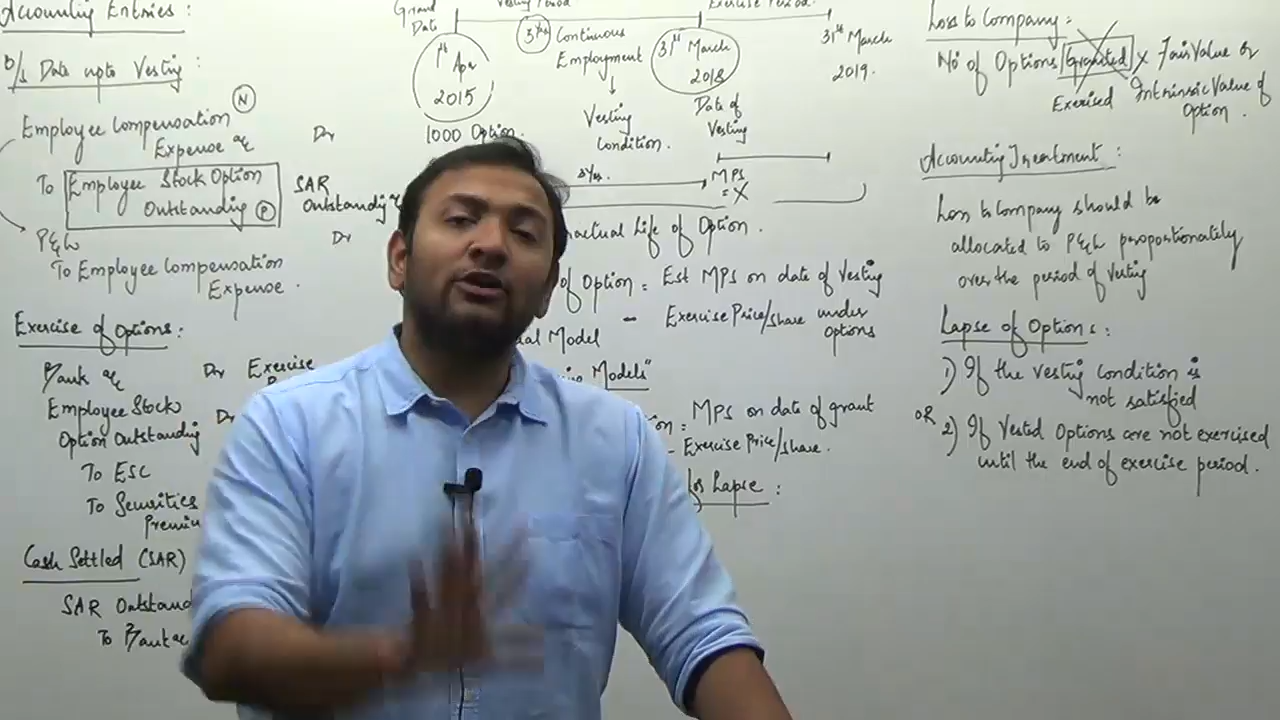 Accounting Entries:
B/s Date upto Vesting:
Employee Compensation (N)
Expense a/c Dr
To Employee Stock Option
Outstanding (P)
SAR
Outstanding a/c
P&L Dr
To Employee Compensation
Expense.
Exercise of Options:
Bank a/c Dr Exercise
Employee Stock Dr
Option Outstanding
To ESC
To Securities
Premiu
Cash Settled (SAR)
SAR Outstand
To Bank a/c
Grand
Date
Vesting Period
Exercise Period.
1st Apr
2015
3 yrs
Continuous
Employment
31st March
2018
31st March
2019.
1000 Option.
Vesting
Condition.
Date of
Vesting
3 yrs.
MPS
= X
ractual Life of Option.
of Option = Est MPS on date of Vesting
- Exercise Price/Share under
options
al Model
Models"
on = MPS on date of grant
- Exercise Price/share.
for Lapse:
Loss to Company:
No of Options Granted x Fair Value or
Exercised Intrinsic Value of
Option.
Accounting Treatment:
Loss to Company should be
allocated to P&L proportionately
over the period of Vesting
Lapse of Options:
1) If the Vesting condition is
not satisfied
OR
2) If Vested Options are not exercised
until the end of exercise period.